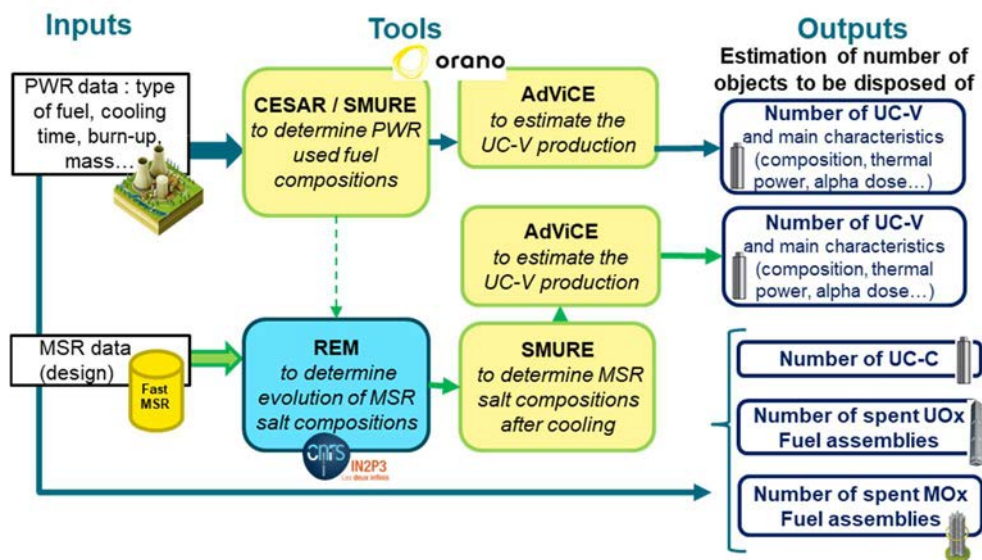 Inputs
Tools
Outputs
orano
Estimation of number of
objects to be disposed of
PWR data : type
of fuel, cooling
time, burn-up,
mass...
CESAR / SMURE
to determine PWR
used fuel
compositions
AdViCE
to estimate the
UC-V production
Number of UC-V
and main characteristics
(composition, thermal
power, alpha dose...)
AdViCE
to estimate the
UC-V production
Number of UC-V
and main characteristics
(composition, thermal
power, alpha dose...)
MSR data
(design)
Fast
MSR
REM
to determine
evolution of MSR
salt compositions
SMURE
to determine MSR
salt compositions
after cooling
Number of UC-C
Number of spent UOx
Fuel assemblies
Number of spent MOx
Fuel assemblies
cnrs
IN2P3
Les deux infinis